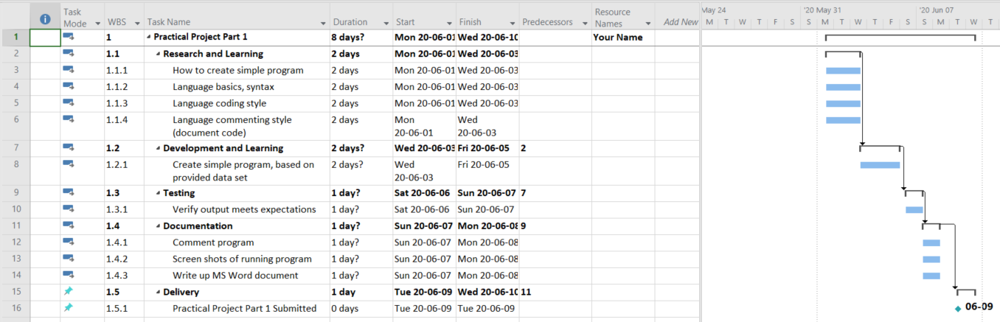 May 24 '20 May 31 '20 Jun 07
Task Mode WBS Task Name Duration Start Finish Predecessors Resource Names Add New M T W T F S S M T W T F S S M T W T
1 1 Practical Project Part 1 8 days? Mon 20-06-01 Wed 20-06-10 Your Name
2 1.1 Research and Learning 2 days Mon 20-06-01 Wed 20-06-03
3 1.1.1 How to create simple program 2 days Mon 20-06-01 Wed 20-06-03
4 1.1.2 Language basics, syntax 2 days Mon 20-06-01 Wed 20-06-03
5 1.1.3 Language coding style 2 days Mon 20-06-01 Wed 20-06-03
6 1.1.4 Language commenting style 2 days Mon Wed
(document code) 20-06-01 20-06-03
7 1.2 Development and Learning 2 days? Wed 20-06-03 Fri 20-06-05 2
8 1.2.1 Create simple program, based on 2 days? Wed Fri 20-06-05
provided data set 20-06-03
9 1.3 Testing 1 day? Sat 20-06-06 Sun 20-06-07 7
10 1.3.1 Verify output meets expectations 1 day? Sat 20-06-06 Sun 20-06-07
11 1.4 Documentation 1 day? Sun 20-06-07 Mon 20-06-08 9
12 1.4.1 Comment program 1 day? Sun 20-06-07 Mon 20-06-08
13 1.4.2 Screen shots of running program 1 day? Sun 20-06-07 Mon 20-06-08
14 1.4.3 Write up MS Word document 1 day? Sun 20-06-07 Mon 20-06-08
15 1.5 Delivery 1 day Tue 20-06-09 Wed 20-06-10 11
16 1.5.1 Practical Project Part 1 Submitted 0 days Tue 20-06-09 Tue 20-06-09 06-09